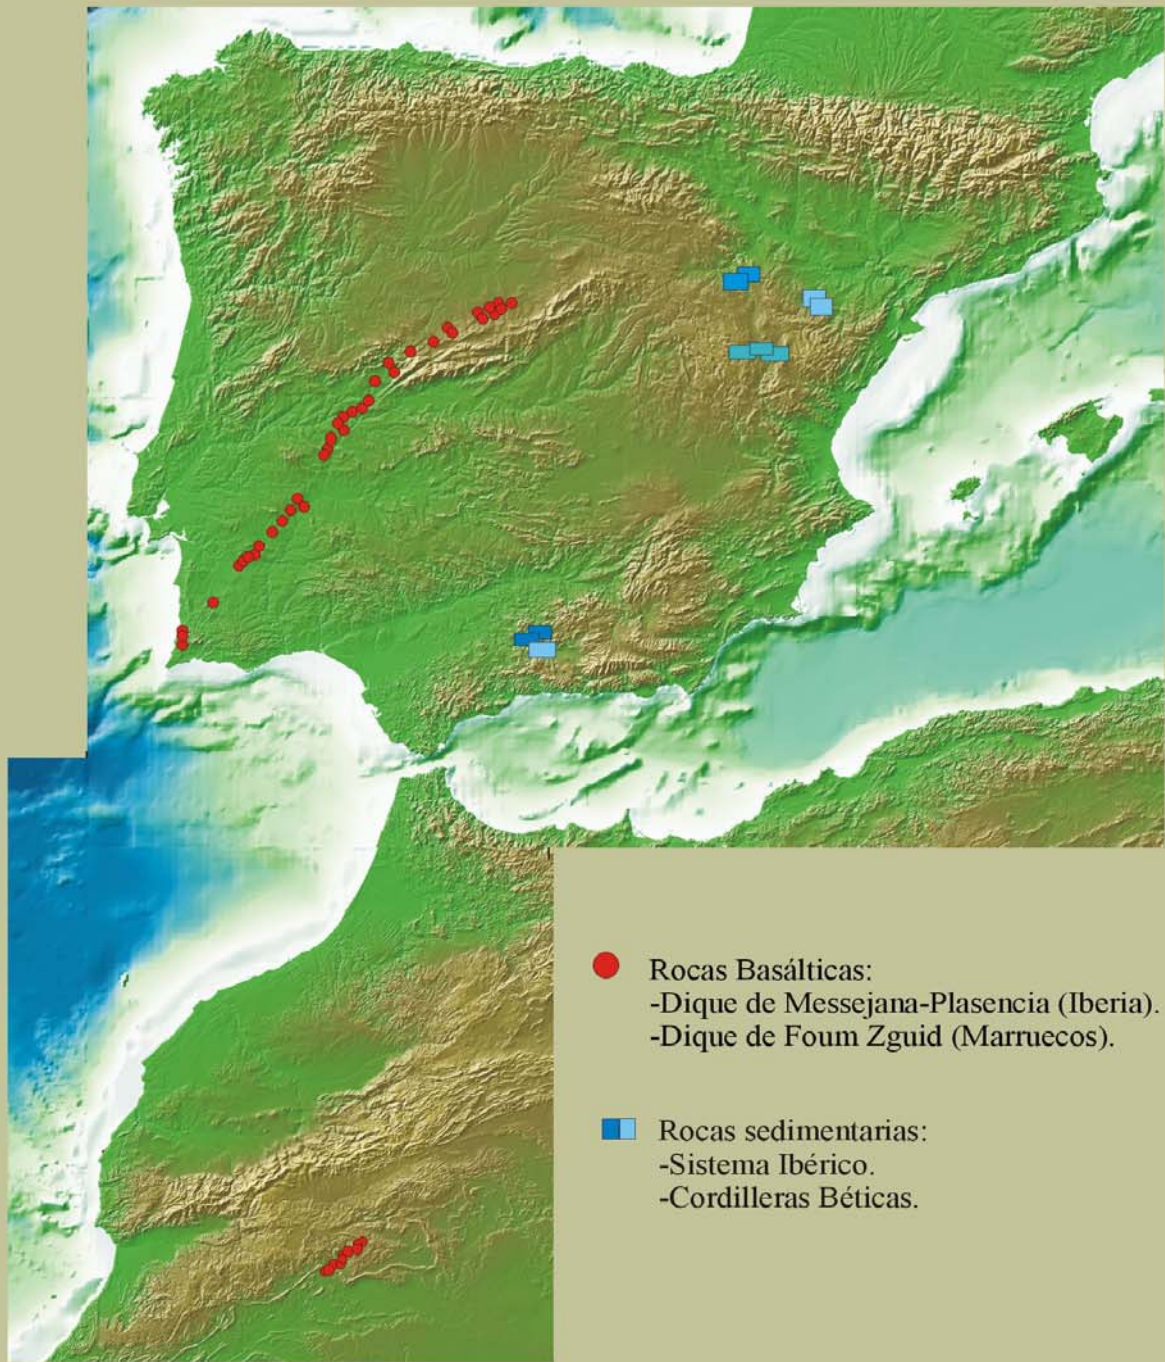 Rocas Basálticas:
-Dique de Messejana-Plasencia (Iberia).
-Dique de Foum Zguid (Marruecos).
Rocas sedimentarias:
-Sistema Ibérico.
-Cordilleras Béticas.